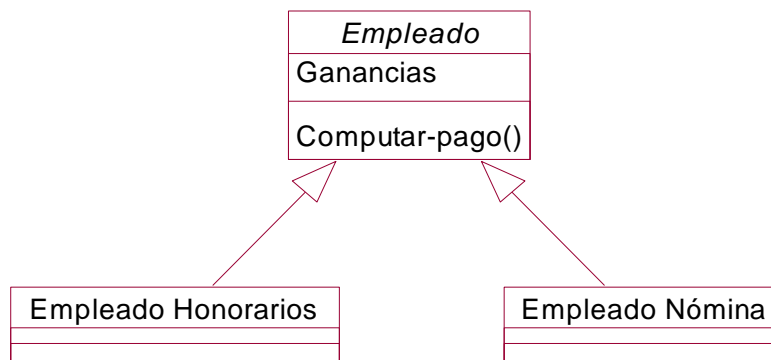 Empleado
Ganancias
Computar-pago()
Empleado Honorarios
Empleado Nómina